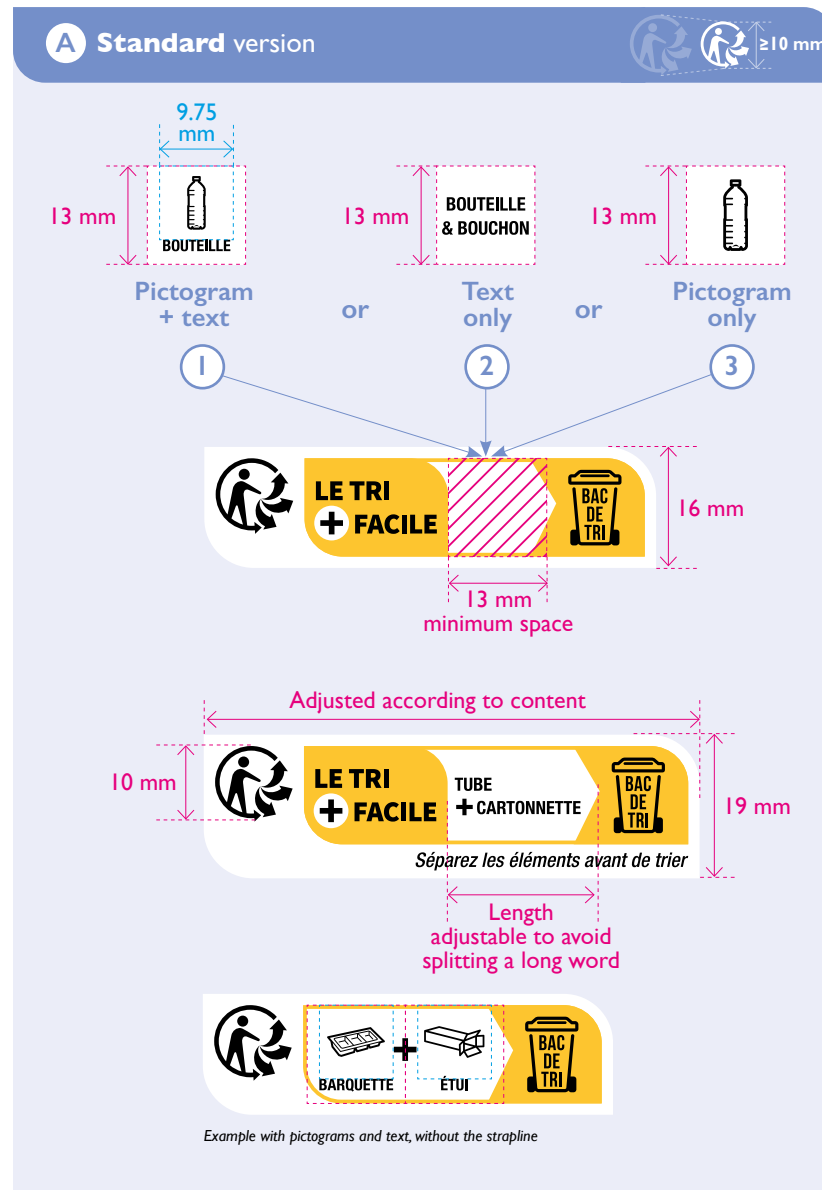 A Standard version
≥10 mm
9.75
mm
13 mm
BOUTEILLE
13 mm
BOUTEILLE
& BOUCHON
13 mm
Pictogram
+ text
or
Text
only
or
Pictogram
only
1
2
3
LE TRI
+ FACILE
BAC
DE
TRI
16 mm
13 mm
minimum space
Adjusted according to content
10 mm
LE TRI
+ FACILE
TUBE
+ CARTONNETTE
BAC
DE
TRI
19 mm
Séparez les éléments avant de trier
Length
adjustable to avoid
splitting a long word
BARQUETTE
+
ÉTUI
BAC
DE
TRI
Example with pictograms and text, without the strapline